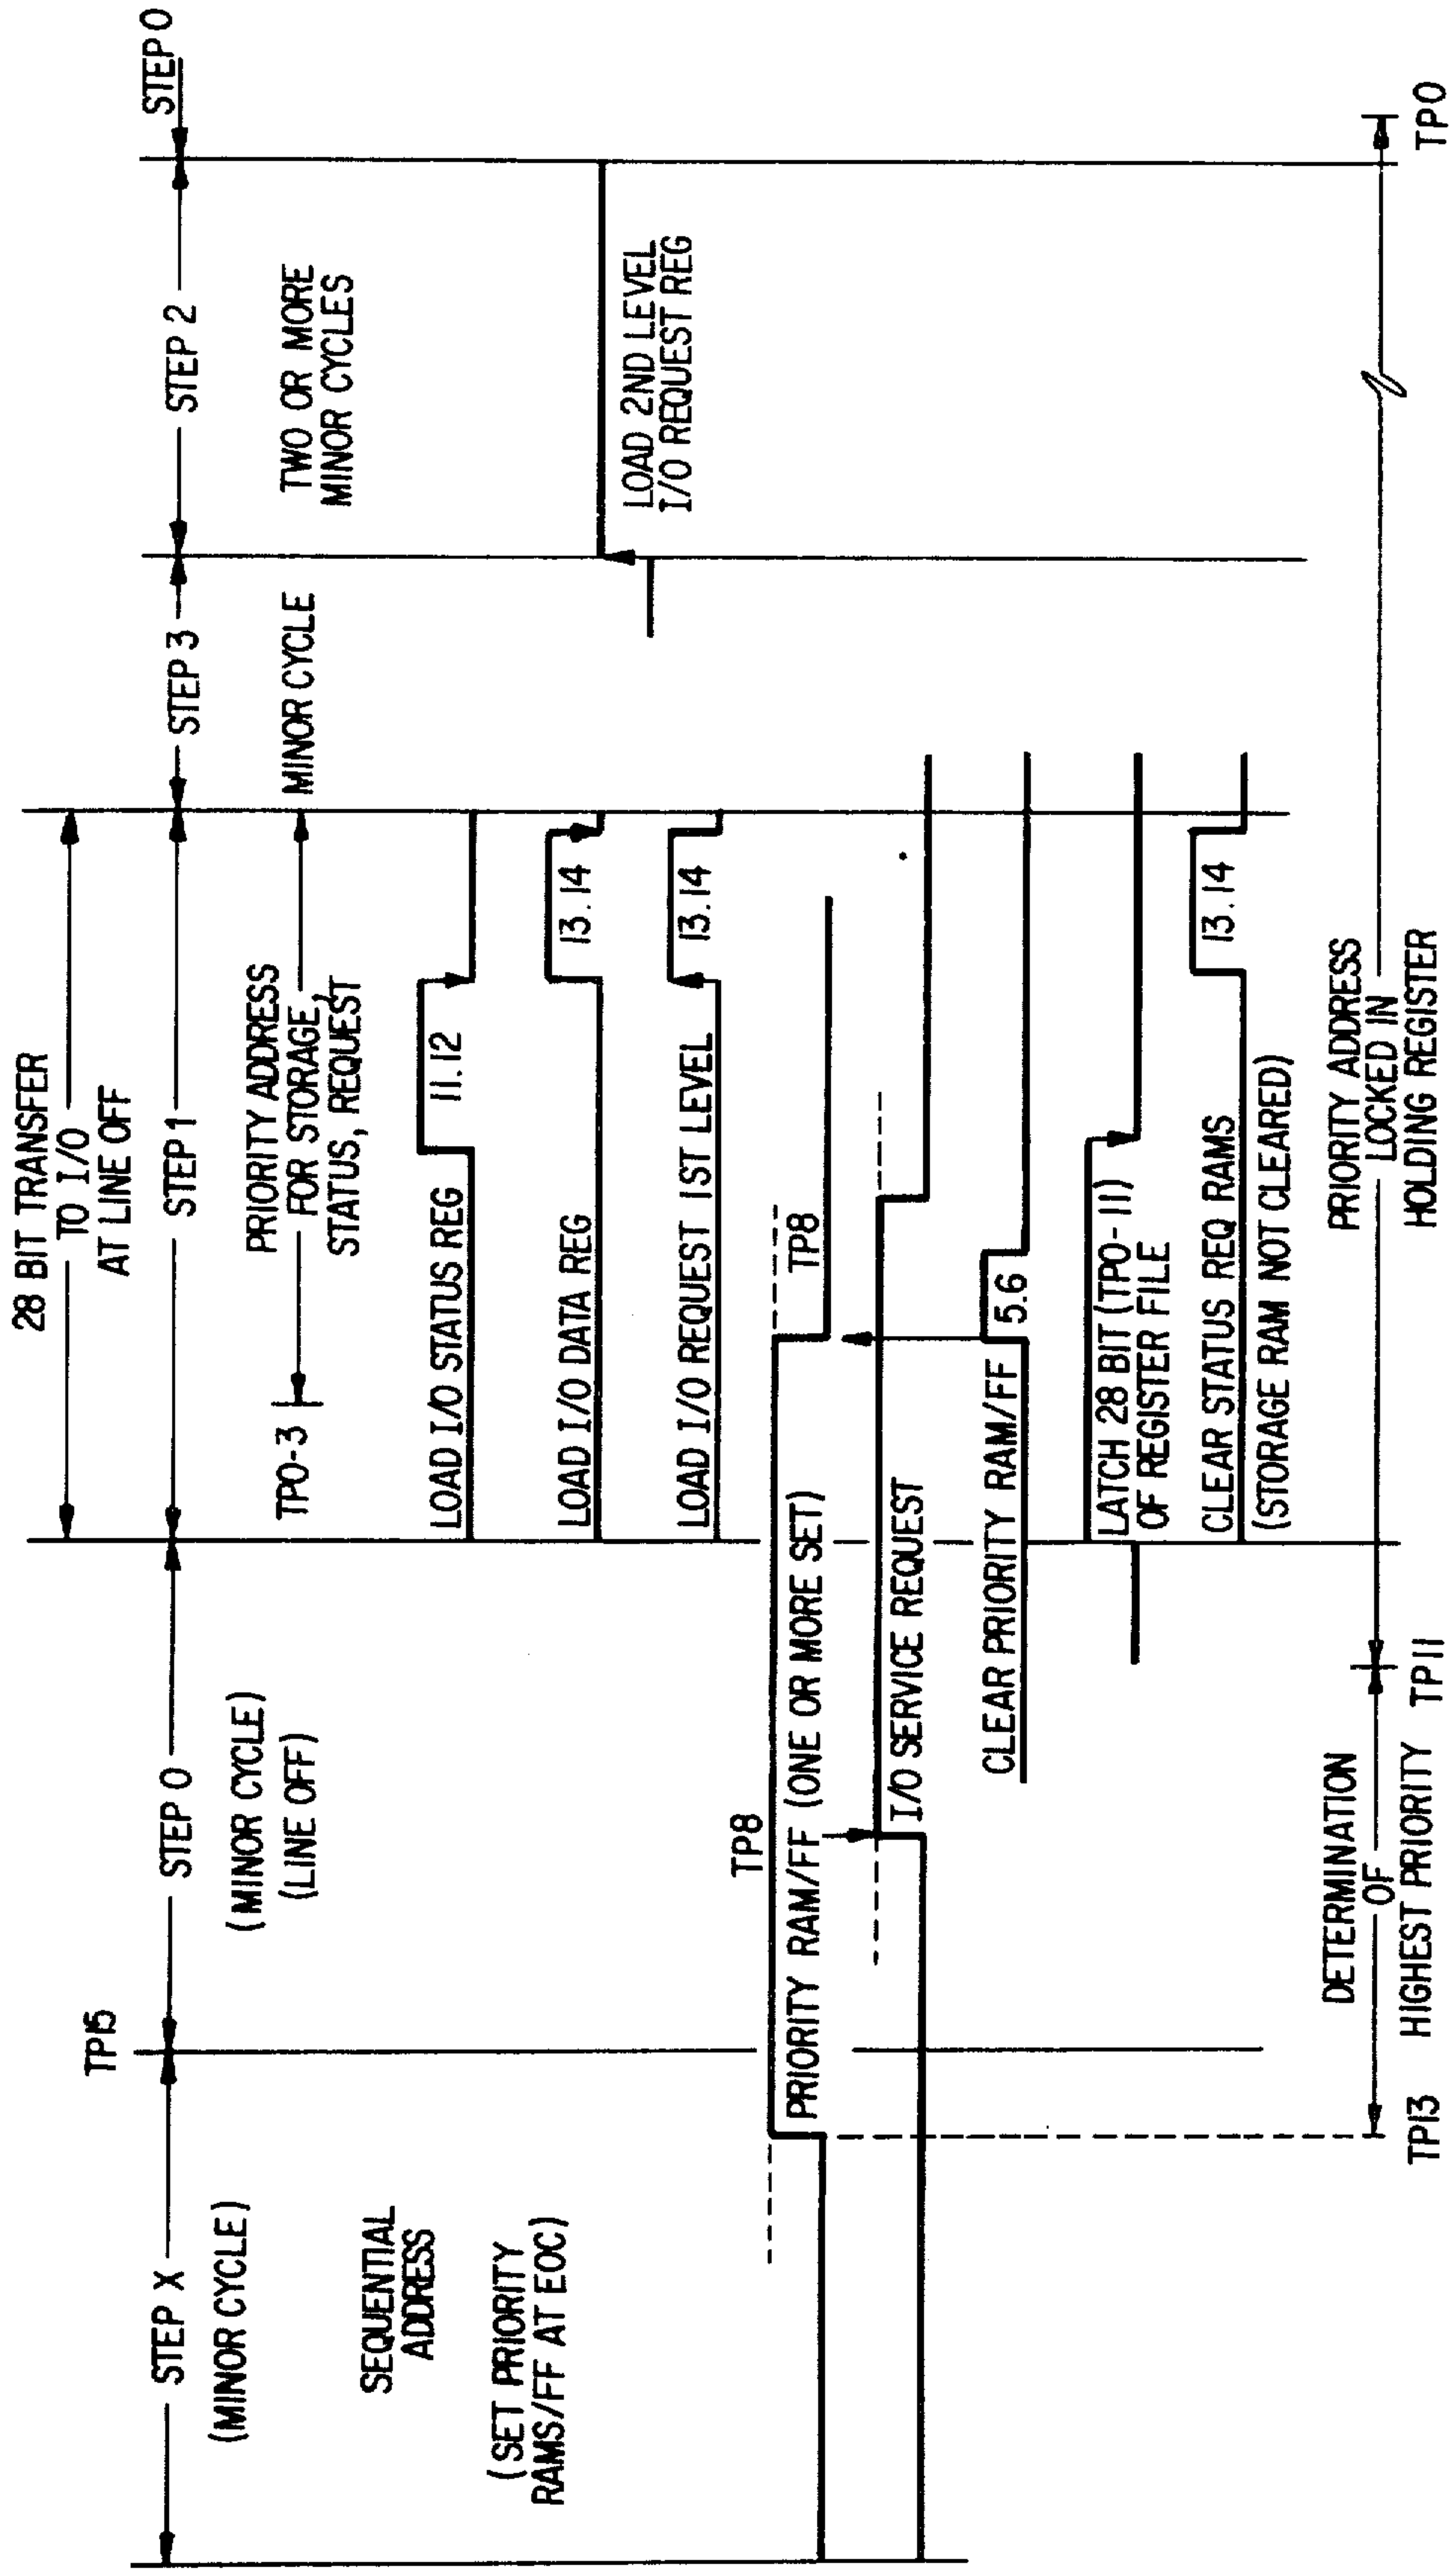 28 BIT TRANSFER
TO I/O
AT LINE OFF
TP15
STEP X
STEP 0
STEP 1
STEP 3
STEP 2
STEP 0
(MINOR CYCLE)
(MINOR CYCLE)
(LINE OFF)
TP0-3
PRIORITY ADDRESS
FOR STORAGE,
STATUS, REQUEST
MINOR CYCLE
TWO OR MORE
MINOR CYCLES
SEQUENTIAL
ADDRESS
(SET PRIORITY
RAMS/FF AT EOC)
LOAD I/O STATUS REG
11.12
LOAD I/O DATA REG
13.14
LOAD I/O REQUEST 1ST LEVEL
13.14
LOAD 2ND LEVEL
I/O REQUEST REG
TP8
PRIORITY RAM/FF (ONE OR MORE SET)
TP8
I/O SERVICE REQUEST
CLEAR PRIORITY RAM/FF
5.6
LATCH 28 BIT (TP0-11)
OF REGISTER FILE
CLEAR STATUS REQ RAMS
13.14
(STORAGE RAM NOT CLEARED)
DETERMINATION
OF
HIGHEST PRIORITY
PRIORITY ADDRESS
LOCKED IN
HOLDING REGISTER
TP13
TP11
TP0